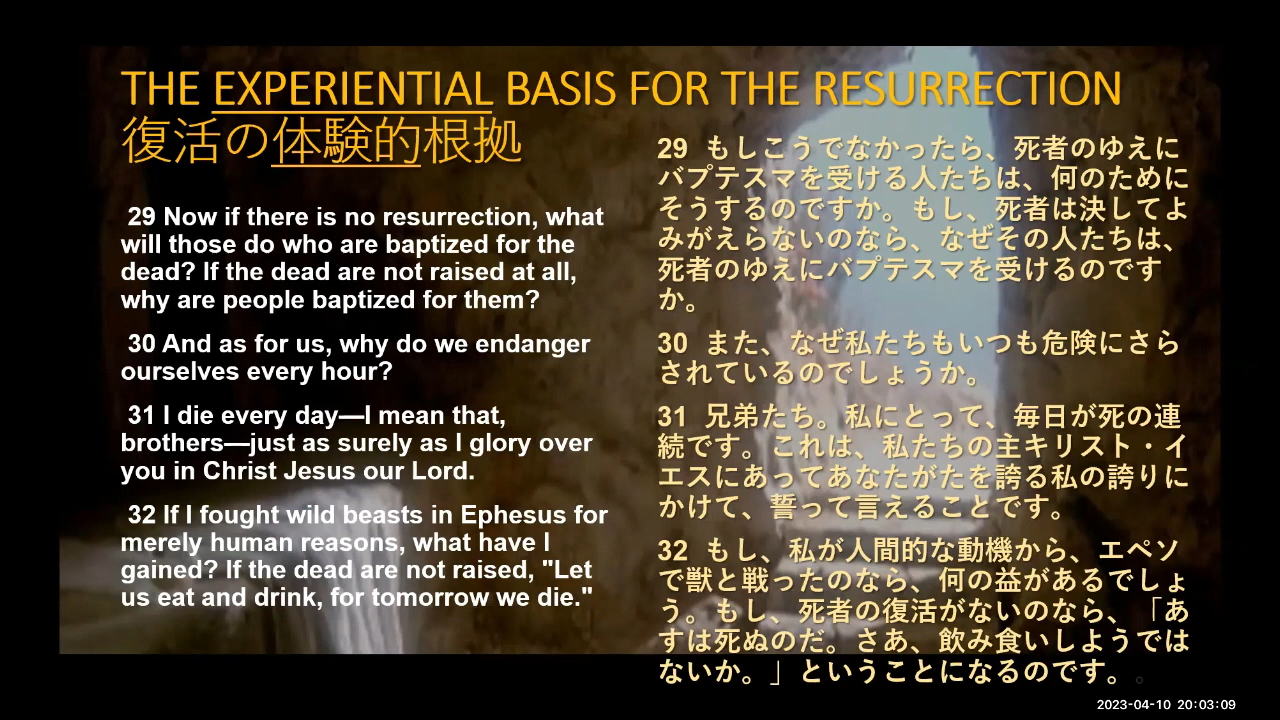 THE EXPERIENTIAL BASIS FOR THE RESURRECTION
復活の体験的根拠
29 Now if there is no resurrection, what
will those do who are baptized for the
dead? If the dead are not raised at all,
why are people baptized for them?
30 And as for us, why do we endanger
ourselves every hour?
31 I die every day—I mean that,
brothers—just as surely as I glory over
you in Christ Jesus our Lord.
32 If I fought wild beasts in Ephesus for
merely human reasons, what have I
gained? If the dead are not raised, "Let
us eat and drink, for tomorrow we die."
29 もしこうでなかったら、死者のゆえに
バプテスマを受ける人たちは、何のために
そうするのですか。もし、死者は決してよ
みがえらないのなら、なぜその人たちは、
死者のゆえにバプテスマを受けるのです
か。
30 また、なぜ私たちもいつも危険にさら
されているのでしょうか。
31 兄弟たち。私にとって、毎日が死の連
続です。これは、私たちの主キリスト・イ
エスにあってあなたがたを誇る私の誇りに
かけて、誓って言えることです。
32 もし、私が人間的な動機から、エペソ
で獣と戦ったのなら、何の益があるでしょ
う。もし、死者の復活がないのなら、「あ
すは死ぬのだ。さあ、飲み食いしようでは
ないか。」ということになるのです。。
2023-04-10 20:03:09